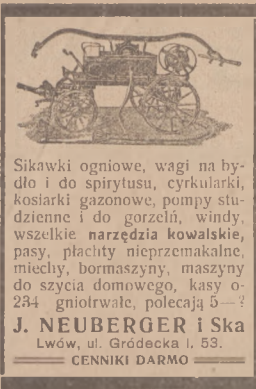 Sikawki ogniowe, wagi na by-
dło i do spirytusu, cyrkularki,
kosiarki gazonowe, pompy stu-
dzienne i do gorzelń, windy,
wszelkie narzędzia kowalskie,
pasy, płachty nieprzemakalne,
miechy, bormaszyny, maszyny
do szycia domowego, kasy o-
234 gniotrwałe, polecają 5—?
J. NEUBERGER i Ska
Lwów, ul. Gródecka l. 53.
CENNIKI DARMO